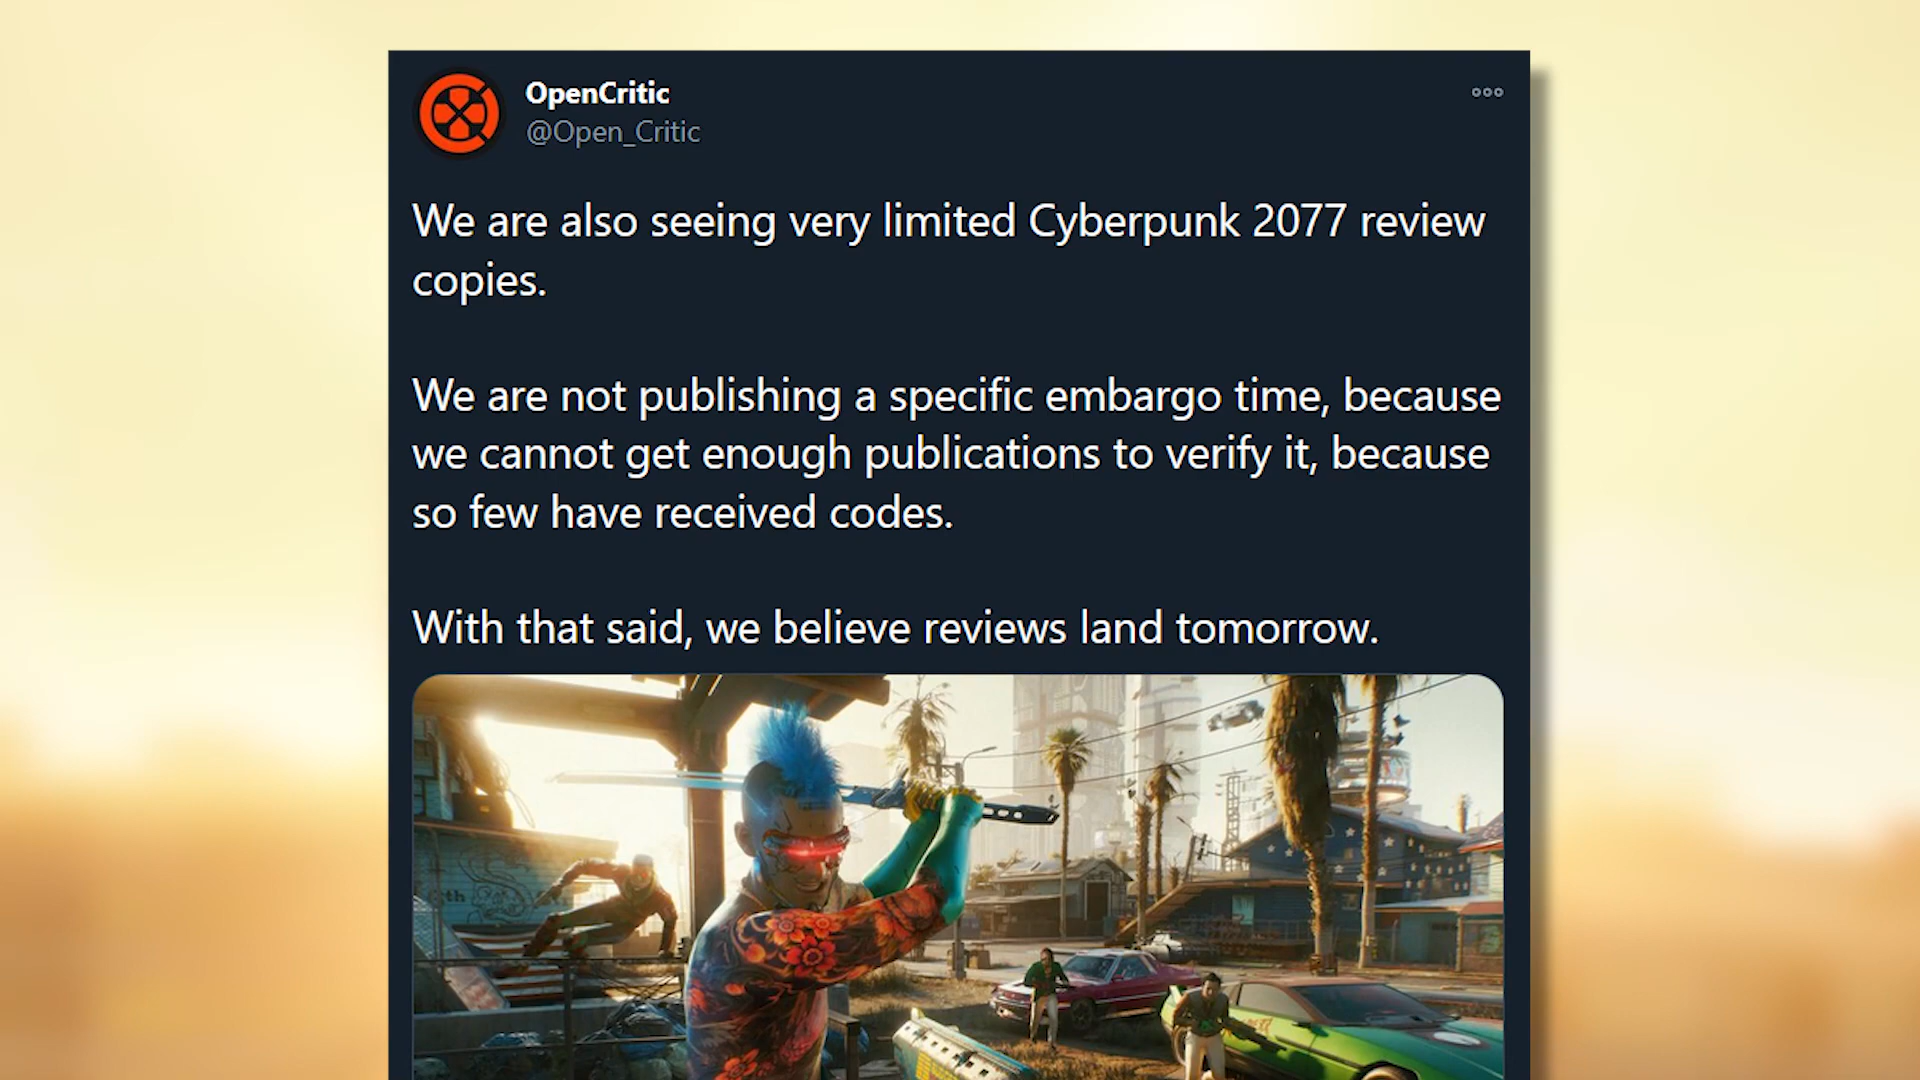 OpenCritic
@Open_Critic
We are also seeing very limited Cyberpunk 2077 review
copies.
We are not publishing a specific embargo time, because
we cannot get enough publications to verify it, because
so few have received codes.
With that said, we believe reviews land tomorrow.